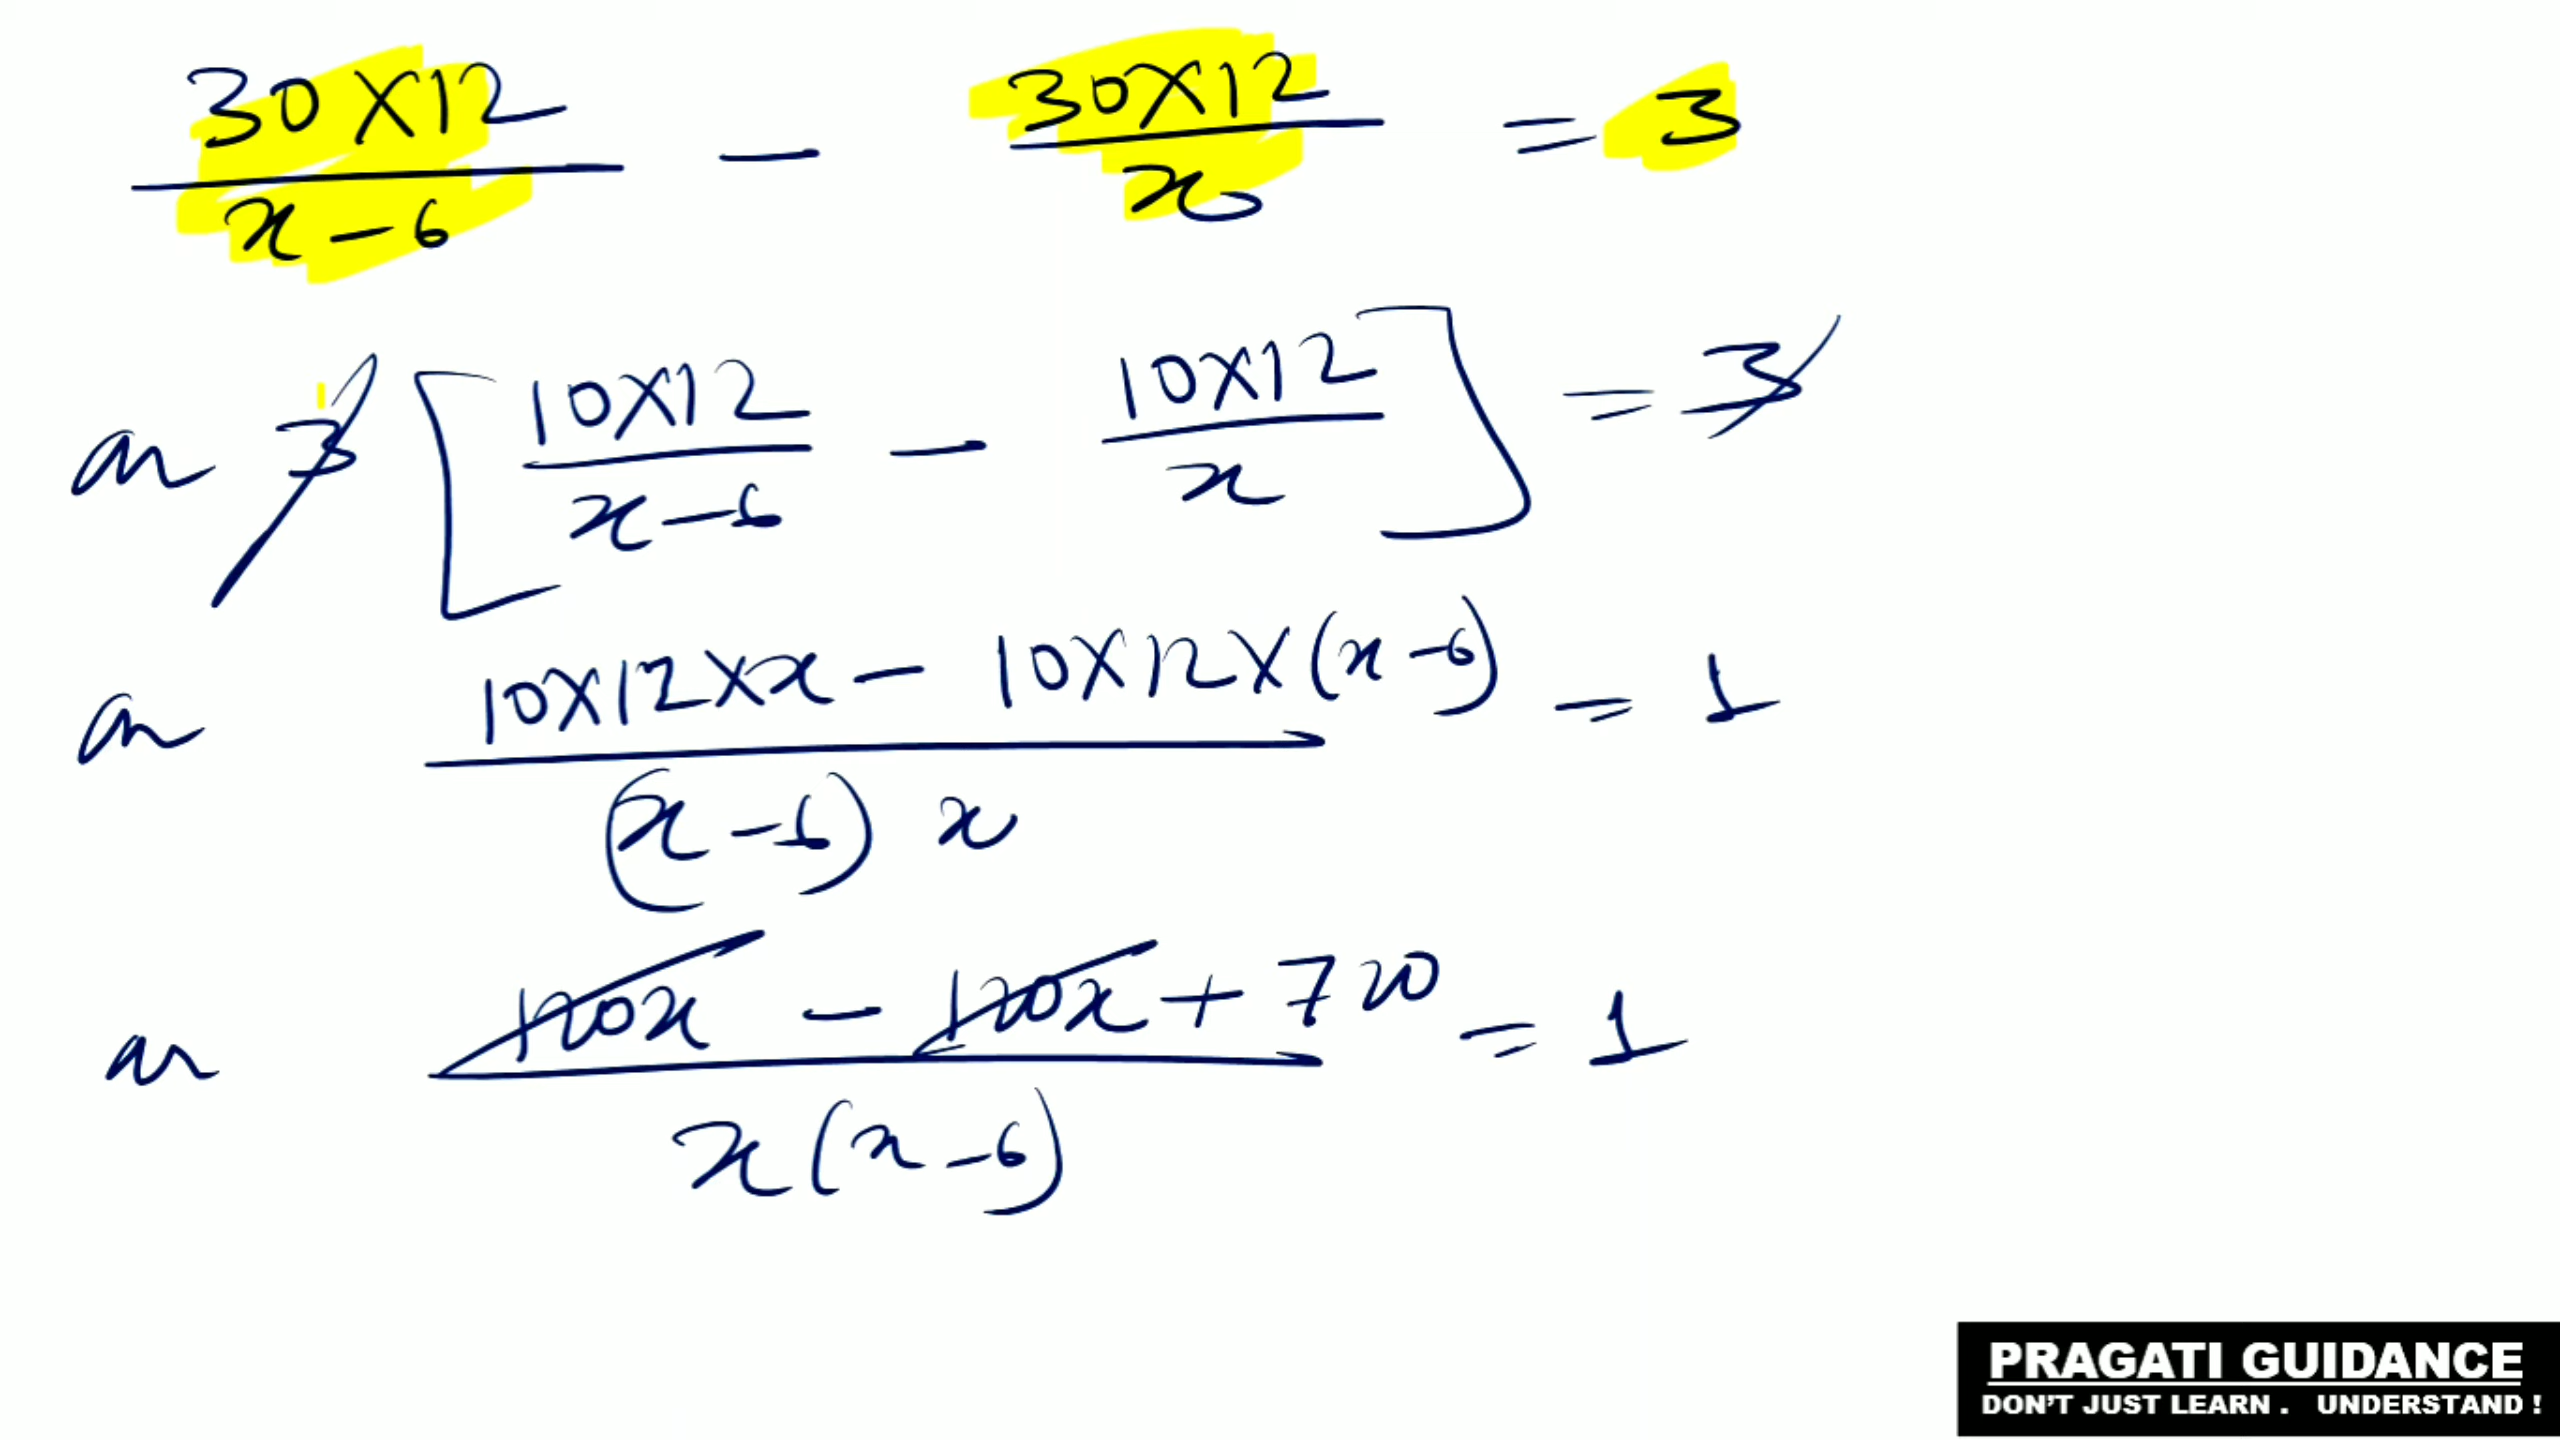 30×12/(x-6) - 30×12/x = 3
or 3[10×12/(x-6) - 10×12/x] = 3
or (10×12×x - 10×12×(x-6))/((x-6)x) = 1
or (120x - 120x + 720)/(x(x-6)) = 1
PRAGATI GUIDANCE
DON'T JUST LEARN . UNDERSTAND !